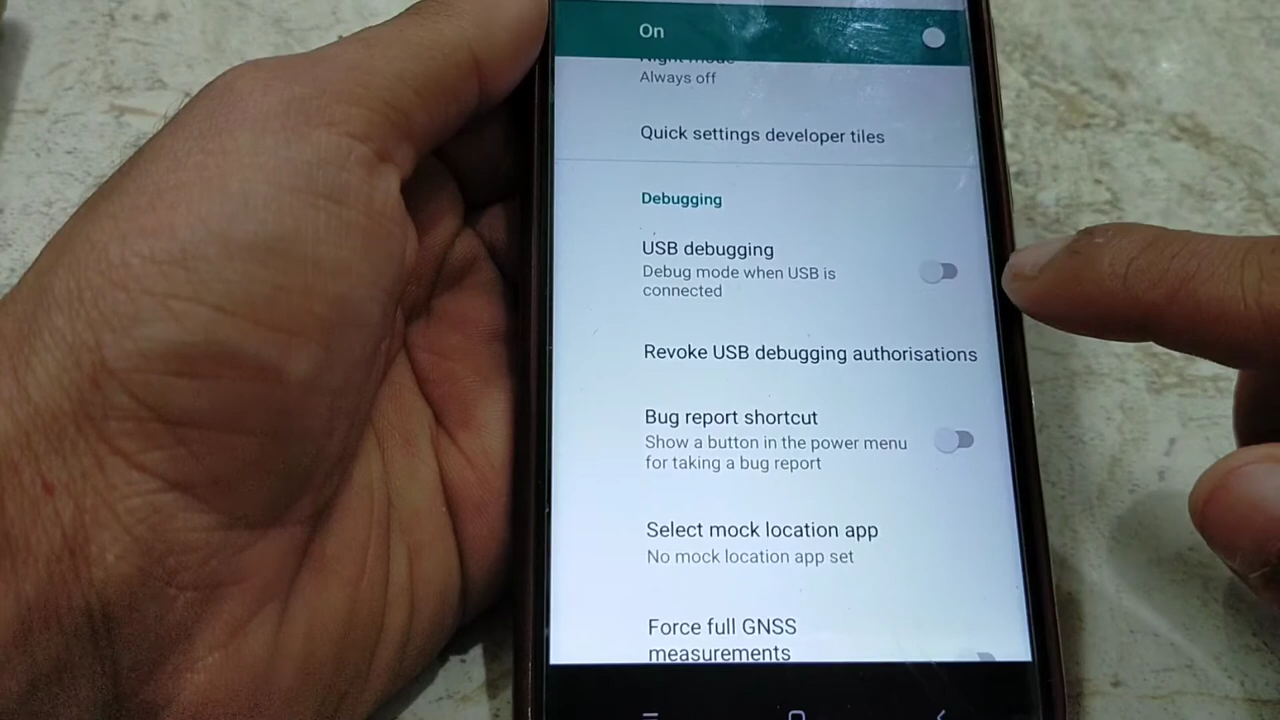 On
Night mode
Always off
Quick settings developer tiles
Debugging
USB debugging
Debug mode when USB is
connected
Revoke USB debugging authorisations
Bug report shortcut
Show a button in the power menu
for taking a bug report
Select mock location app
No mock location app set
Force full GNSS
measurements